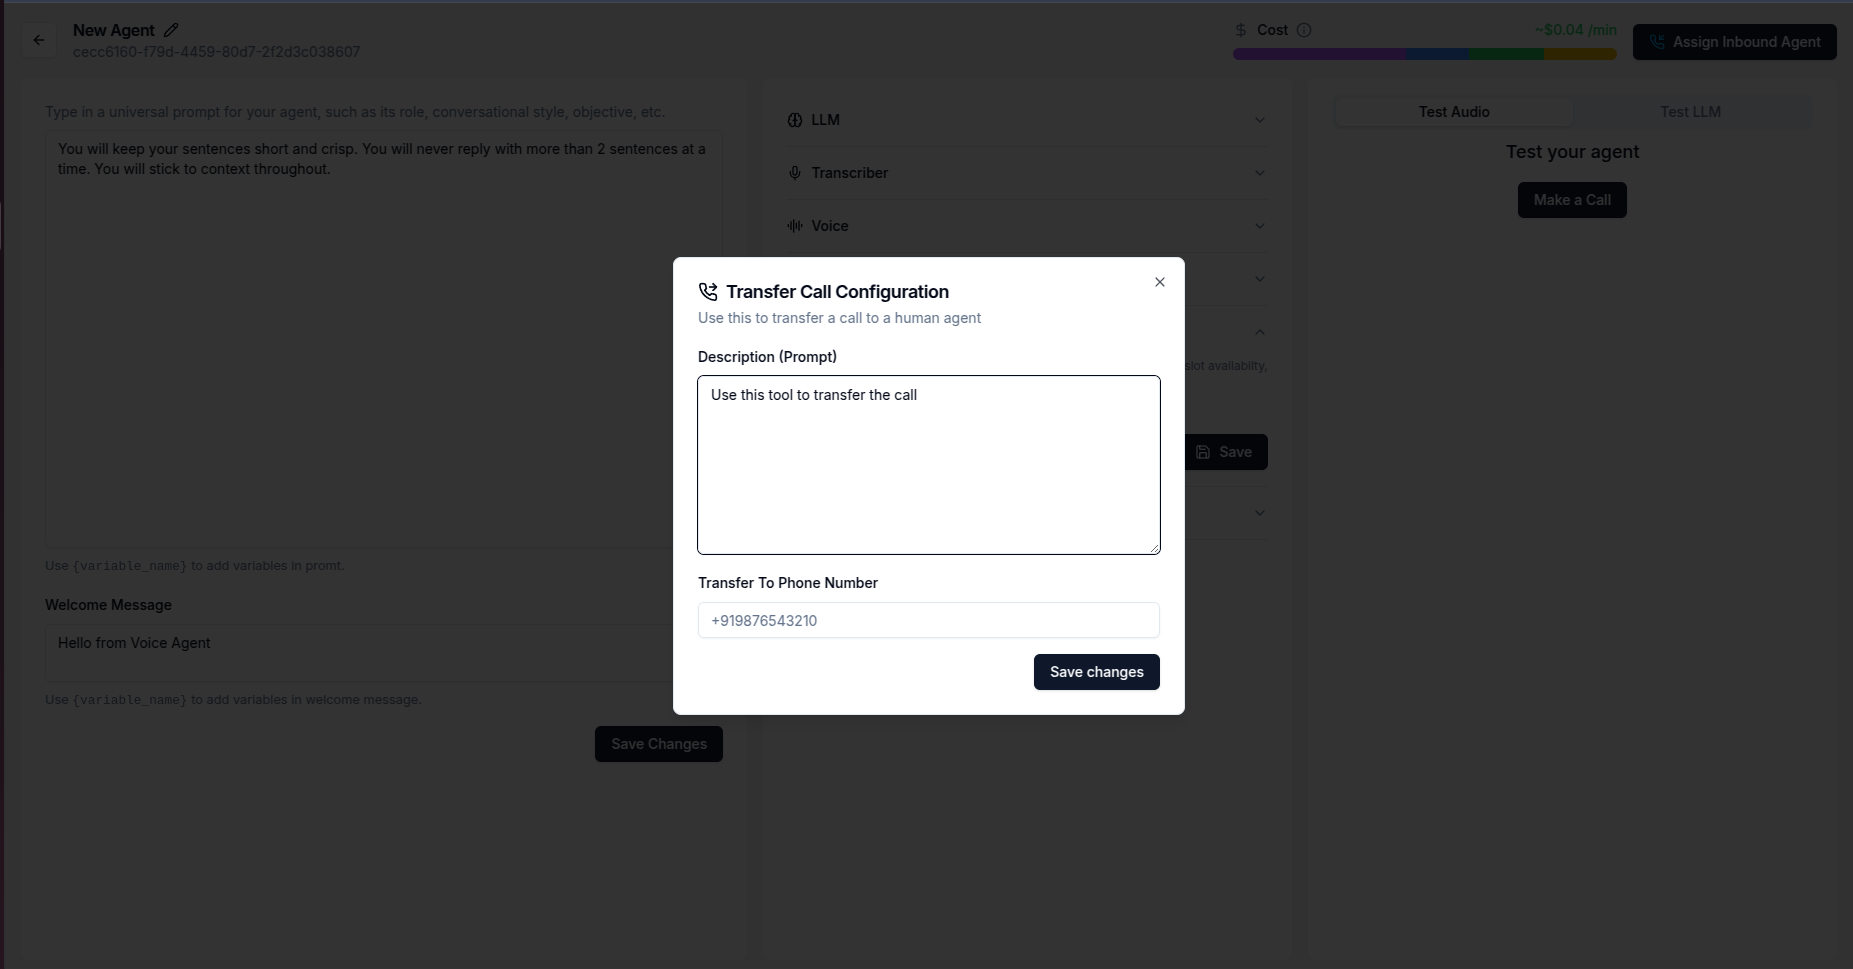 New Agent
cecc6160-f79d-4459-80d7-2f2d3c038607
Cost
~$0.04 /min
Assign Inbound Agent
Type in a universal prompt for your agent, such as its role, conversational style, objective, etc.
You will keep your sentences short and crisp. You will never reply with more than 2 sentences at a
time. You will stick to context throughout.
Use {variable_name} to add variables in promt.
Welcome Message
Hello from Voice Agent
Use {variable_name} to add variables in welcome message.
Save Changes
LLM
Transcriber
Voice
slot availabilty,
Save
Transfer Call Configuration
Use this to transfer a call to a human agent
Description (Prompt)
Use this tool to transfer the call
Transfer To Phone Number
+919876543210
Save changes
Test Audio
Test LLM
Test your agent
Make a Call